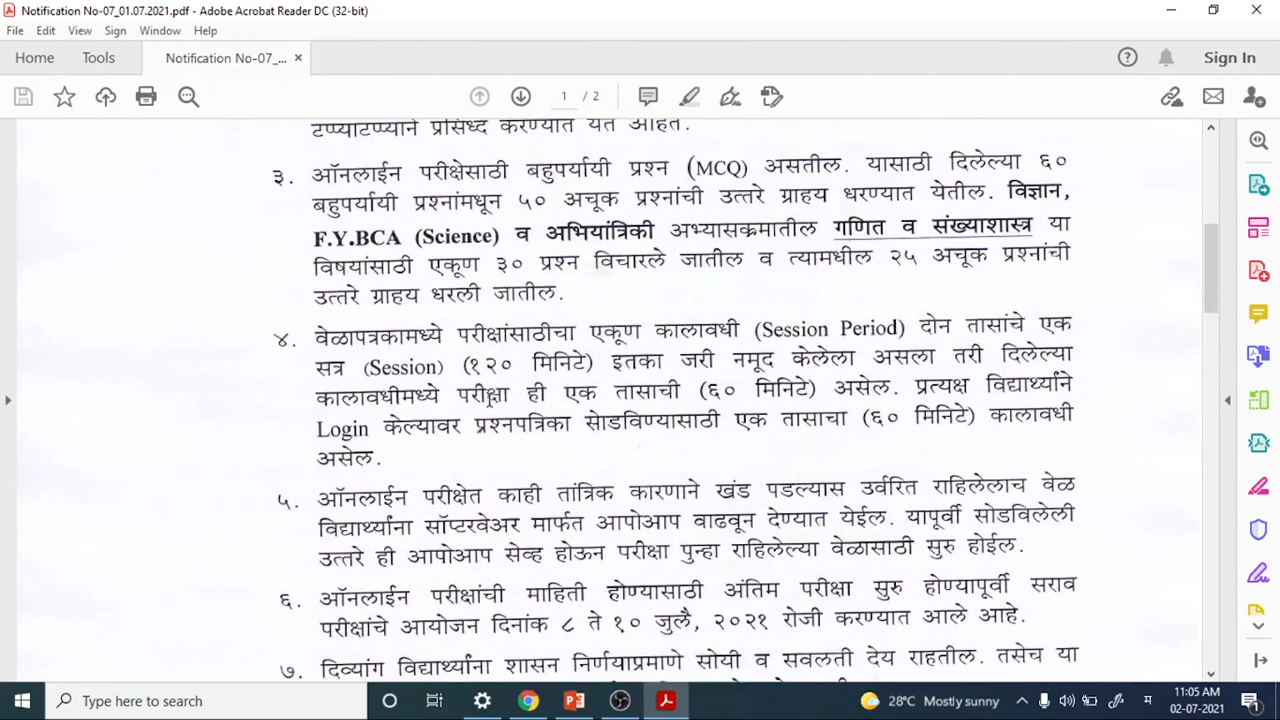 Notification No-07_01.07.2021.pdf - Adobe Acrobat Reader DC (32-bit)
File Edit View Sign Window Help
Home Tools Notification No-07_... × Sign In
1 / 2
टप्प्याटप्प्याने प्रसिध्द करण्यात येत आहेत.
३. ऑनलाईन परीक्षेसाठी बहुपर्यायी प्रश्न (MCQ) असतील. यासाठी दिलेल्या ६०
बहुपर्यायी प्रश्नांमधून ५० अचूक प्रश्नांची उत्तरे ग्राहय धरण्यात येतील. विज्ञान,
F.Y.BCA (Science) व अभियांत्रिकी अभ्यासक्रमातील गणित व संख्याशास्त्र या
विषयांसाठी एकूण ३० प्रश्न विचारले जातील व त्यामधील २५ अचूक प्रश्नांची
उत्तरे ग्राहय धरली जातील.
४. वेळापत्रकामध्ये परीक्षांसाठीचा एकूण कालावधी (Session Period) दोन तासांचे एक
सत्र (Session) (१२० मिनिटे) इतका जरी नमूद केलेला असला तरी दिलेल्या
कालावधीमध्ये परीक्षा ही एक तासाची (६० मिनिटे) असेल. प्रत्यक्ष विद्यार्थ्याने
Login केल्यावर प्रश्नपत्रिका सोडविण्यासाठी एक तासाचा (६० मिनिटे) कालावधी
असेल.
५. ऑनलाईन परीक्षेत काही तांत्रिक कारणाने खंड पडल्यास उर्वरित राहिलेलाच वेळ
विद्यार्थ्यांना सॉप्टरवेअर मार्फत आपोआप वाढवून देण्यात येईल. यापूर्वी सोडविलेली
उत्तरे ही आपोआप सेव्ह होऊन परीक्षा पुन्हा राहिलेल्या वेळासाठी सुरु होईल.
६. ऑनलाईन परीक्षांची माहिती होण्यासाठी अंतिम परीक्षा सुरु होण्यापूर्वी सराव
परीक्षांचे आयोजन दिनांक ८ ते १० जुलै, २०२१ रोजी करण्यात आले आहे.
७. दिव्यांग विद्यार्थ्यांना शासन निर्णयाप्रमाणे सोयी व सवलती देय राहतील. तसेच या
Type here to search 28°C Mostly sunny 11:05 AM
02-07-2021